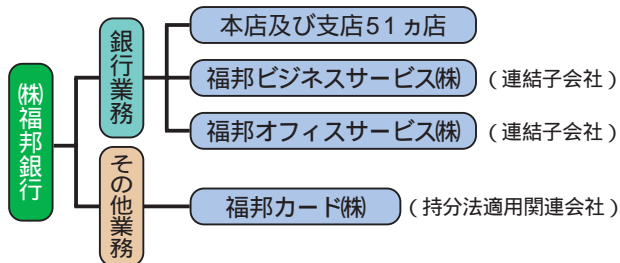 ㈱福邦銀行
銀行業務
本店及び支店51ヵ店
福邦ビジネスサービス㈱ (連結子会社)
福邦オフィスサービス㈱ (連結子会社)
その他業務
福邦カード㈱ (持分法適用関連会社)